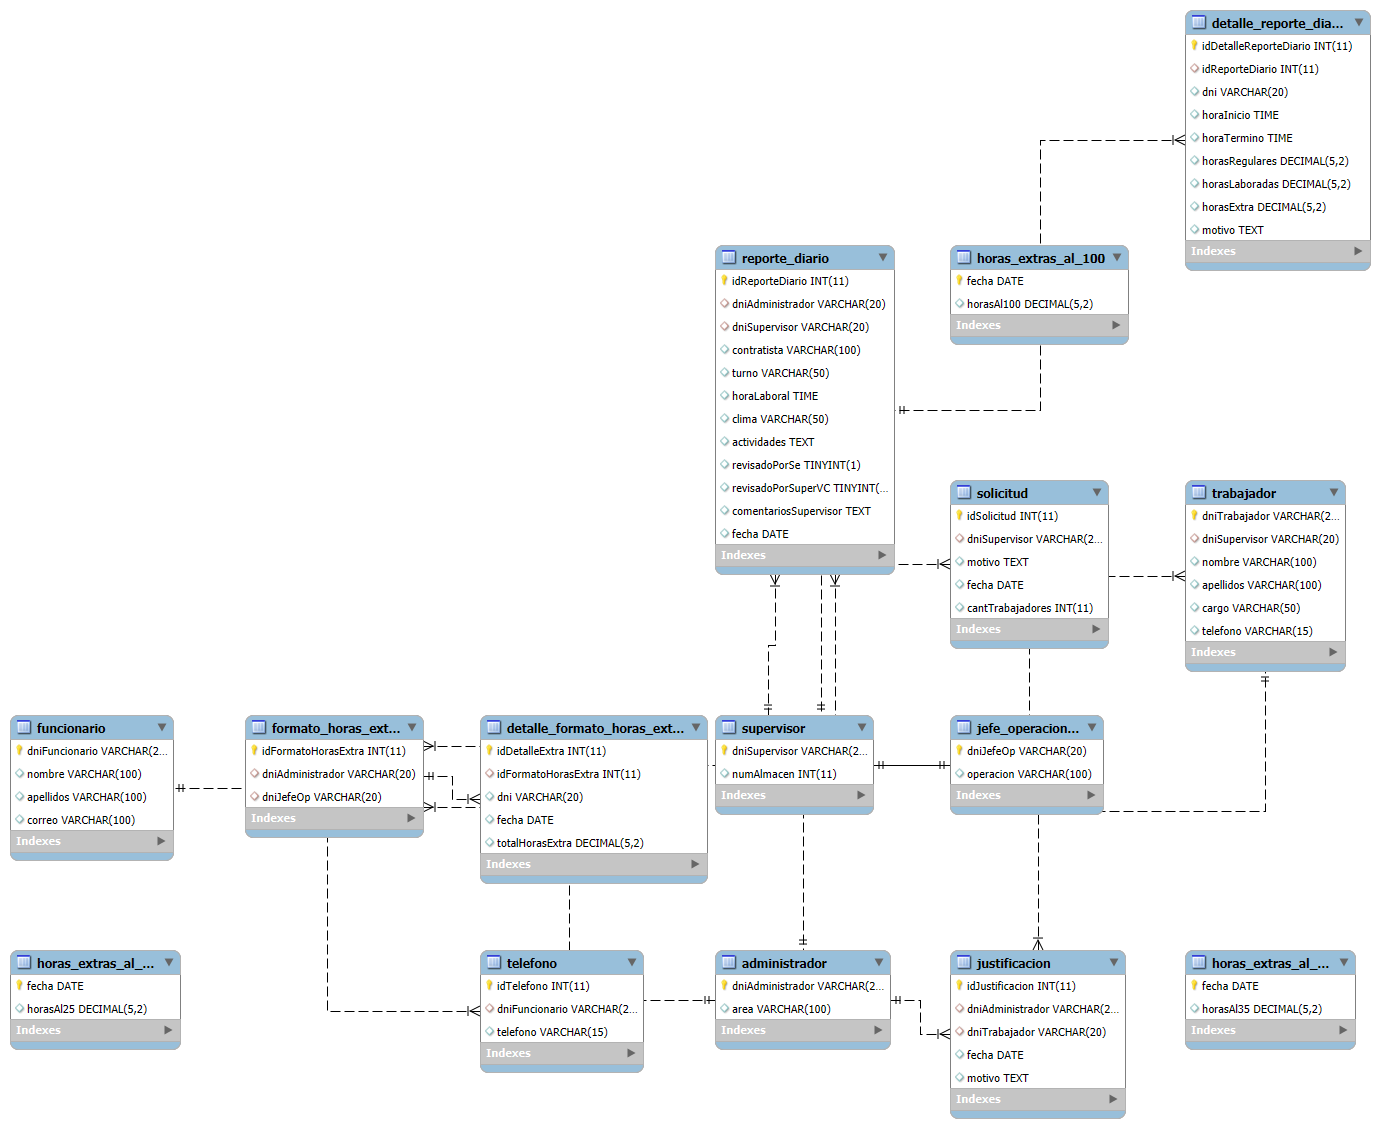 detalle_reporte_dia...
idDetalleReporteDiario INT(11)
idReporteDiario INT(11)
dni VARCHAR(20)
horaInicio TIME
horaTermino TIME
horasRegulares DECIMAL(5,2)
horasLaboradas DECIMAL(5,2)
horasExtra DECIMAL(5,2)
motivo TEXT
Indexes
reporte_diario
idReporteDiario INT(11)
dniAdministrador VARCHAR(20)
dniSupervisor VARCHAR(20)
contratista VARCHAR(100)
turno VARCHAR(50)
horaLaboral TIME
clima VARCHAR(50)
actividades TEXT
revisadoPorSe TINYINT(1)
revisadoPorSuperVC TINYINT(...
comentariosSupervisor TEXT
fecha DATE
Indexes
horas_extras_al_100
fecha DATE
horasAl100 DECIMAL(5,2)
Indexes
solicitud
idSolicitud INT(11)
dniSupervisor VARCHAR(2...
motivo TEXT
fecha DATE
cantTrabajadores INT(11)
Indexes
trabajador
dniTrabajador VARCHAR(2...
dniSupervisor VARCHAR(20)
nombre VARCHAR(100)
apellidos VARCHAR(100)
cargo VARCHAR(50)
telefono VARCHAR(15)
Indexes
funcionario
dniFuncionario VARCHAR(2...
nombre VARCHAR(100)
apellidos VARCHAR(100)
correo VARCHAR(100)
Indexes
formato_horas_ext...
idFormatoHorasExtra INT(11)
dniAdministrador VARCHAR(20)
dniJefeOp VARCHAR(20)
Indexes
detalle_formato_horas_ext...
idDetalleExtra INT(11)
idFormatoHorasExtra INT(11)
dni VARCHAR(20)
fecha DATE
totalHorasExtra DECIMAL(5,2)
Indexes
supervisor
dniSupervisor VARCHAR(2...
numAlmacen INT(11)
Indexes
jefe_operacion...
dniJefeOp VARCHAR(20)
operacion VARCHAR(100)
Indexes
horas_extras_al_...
fecha DATE
horasAl25 DECIMAL(5,2)
Indexes
telefono
idTelefono INT(11)
dniFuncionario VARCHAR(2...
telefono VARCHAR(15)
Indexes
administrador
dniAdministrador VARCHAR(2...
area VARCHAR(100)
Indexes
justificacion
idJustificacion INT(11)
dniAdministrador VARCHAR(2...
dniTrabajador VARCHAR(20)
fecha DATE
motivo TEXT
Indexes
horas_extras_al_...
fecha DATE
horasAl35 DECIMAL(5,2)
Indexes